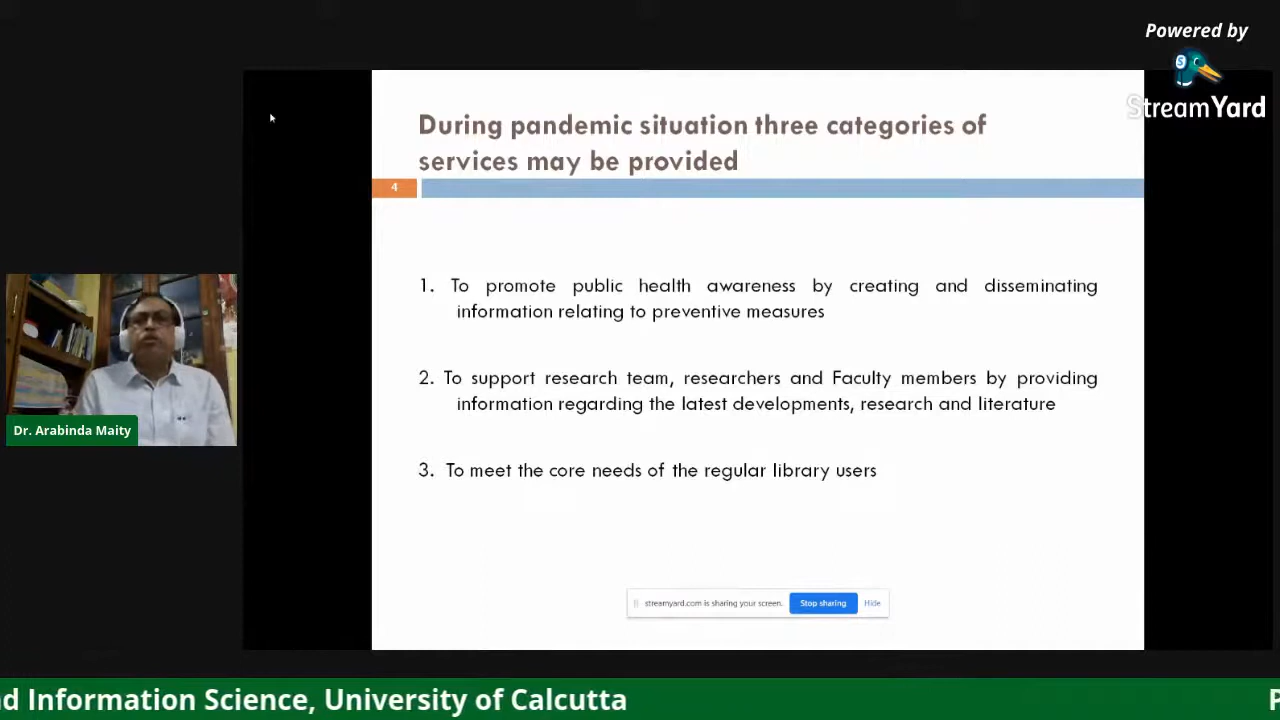 Powered by
StreamYard
During pandemic situation three categories of
services may be provided
4
1. To promote public health awareness by creating and disseminating
information relating to preventive measures
2. To support research team, researchers and Faculty members by providing
information regarding the latest developments, research and literature
3. To meet the core needs of the regular library users
Dr. Arabinda Maity
streamyard.com is sharing your screen.
Stop sharing
Hide
d Information Science, University of Calcutta
P